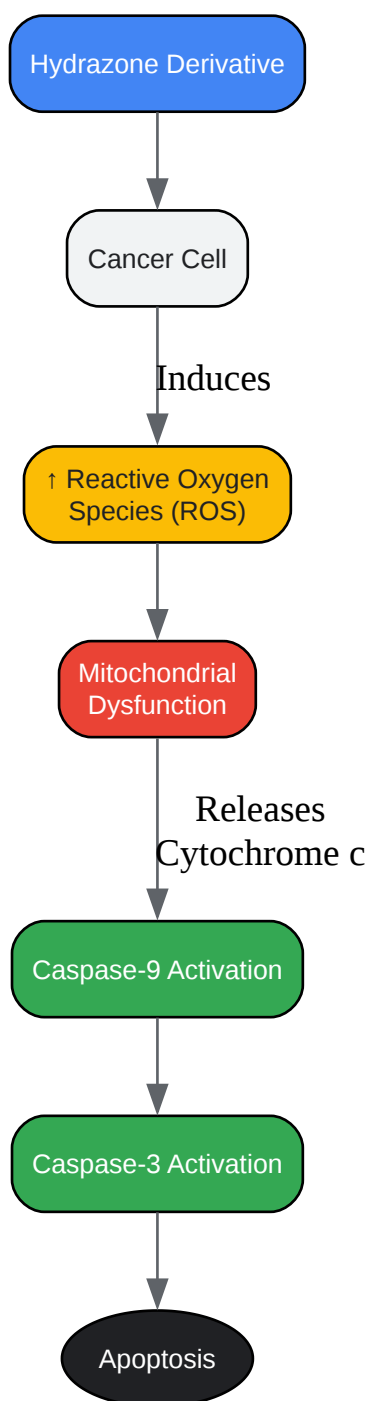 Hydrazone Derivative
Cancer Cell
Induces
↑ Reactive Oxygen
Species (ROS)
Mitochondrial
Dysfunction
Releases
Cytochrome c
Caspase-9 Activation
Caspase-3 Activation
Apoptosis